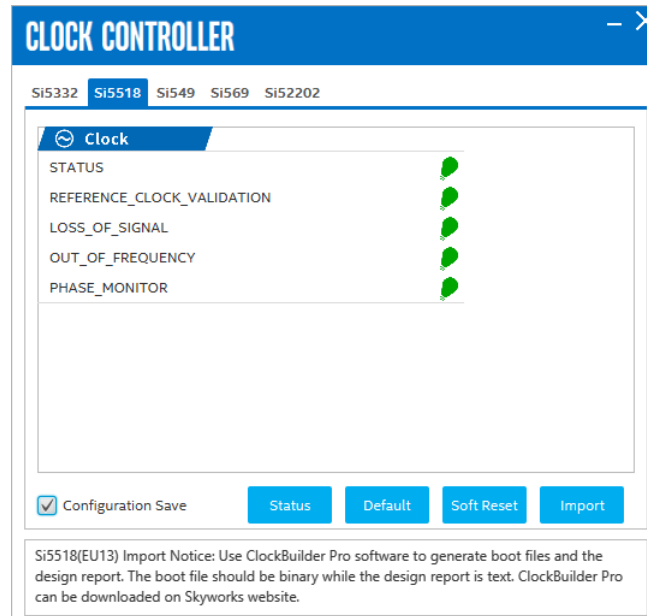 CLOCK CONTROLLER
Si5332 Si5518 Si549 Si569 Si52202
Clock
STATUS
REFERENCE_CLOCK_VALIDATION
LOSS_OF_SIGNAL
OUT_OF_FREQUENCY
PHASE_MONITOR
Configuration Save Status Default Soft Reset Import
Si5518(EU13) Import Notice: Use ClockBuilder Pro software to generate boot files and the
design report. The boot file should be binary while the design report is text. ClockBuilder Pro
can be downloaded on Skyworks website.